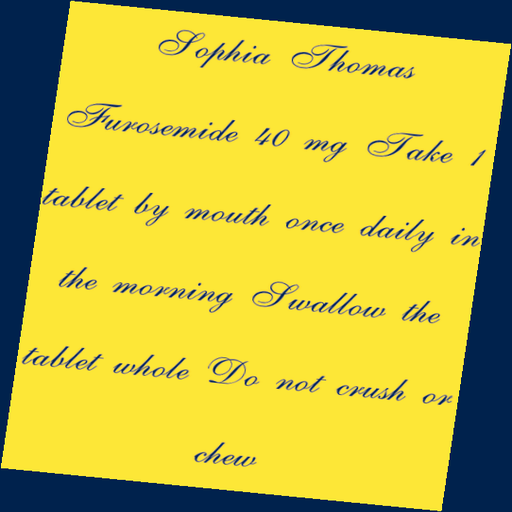 Sophia Thomas
Furosemide 40 mg Take 1
tablet by mouth once daily in
the morning Swallow the
tablet whole Do not crush or
chew